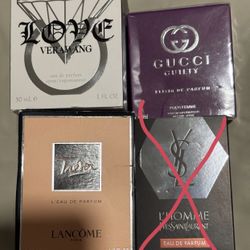 LOVE
VERA WANG
eau de parfum
30 mL e 1 FL OZ
GUCCI
GUILTY
ELIXIR DE PARFUM
POUR FEMME
Trésor
L'EAU DE PARFUM
LANCÔME
YSL
L'HOMME
YVES SAINT LAURENT
EAU DE PARFUM